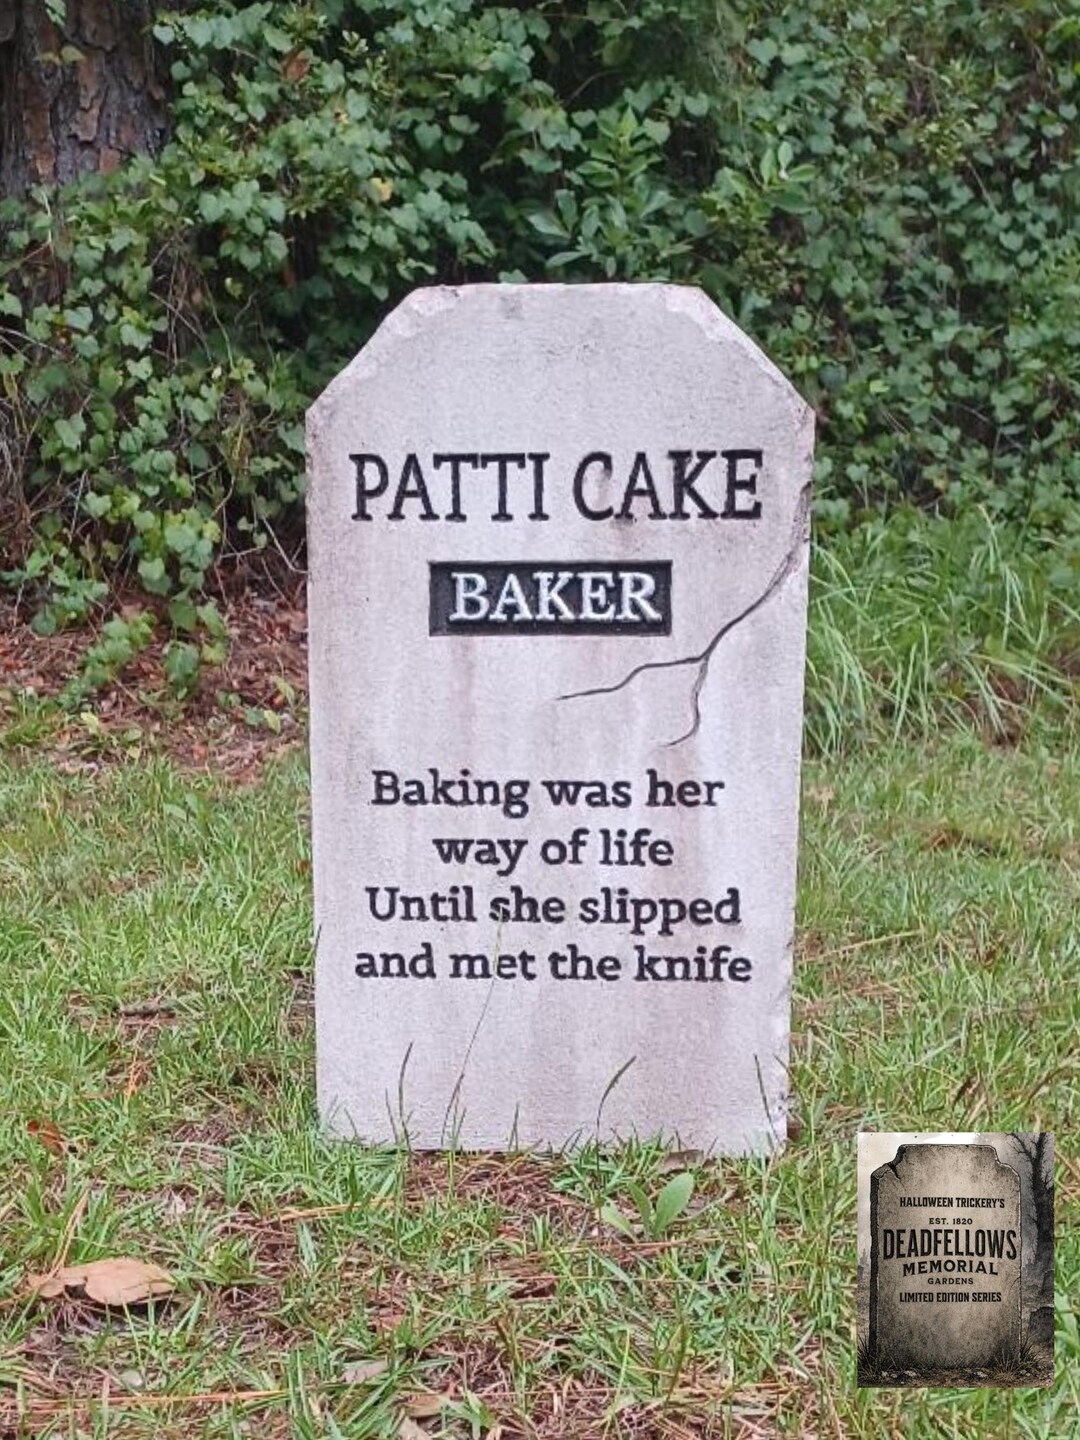 PATTI CAKE
BAKER
Baking was her
way of life
Until she slipped
and met the knife
HALLOWEEN TRICKERY'S
EST. 1820
DEADFELLOWS
MEMORIAL
GARDENS
LIMITED EDITION SERIES